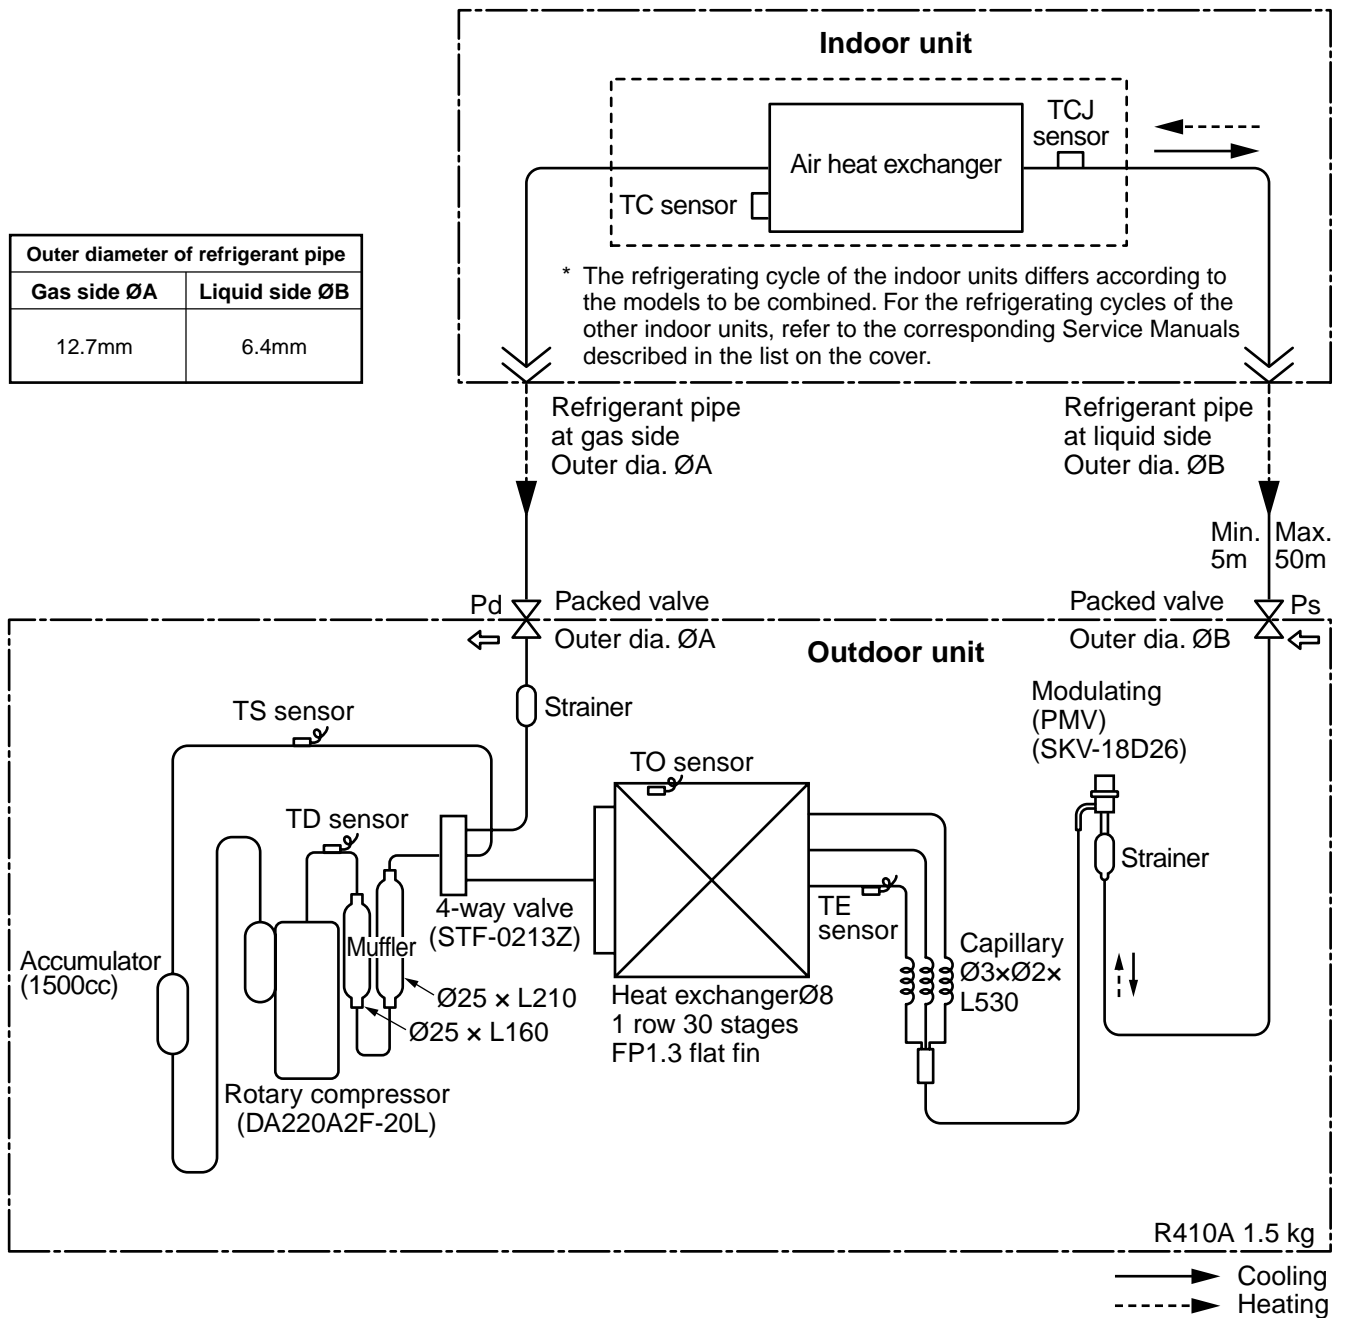 Indoor unit
TCJ
sensor
Air heat exchanger
TC sensor
Outer diameter of refrigerant pipe
Gas side ØA
Liquid side ØB
12.7mm
6.4mm
* The refrigerating cycle of the indoor units differs according to
the models to be combined. For the refrigerating cycles of the
other indoor units, refer to the corresponding Service Manuals
described in the list on the cover.
Refrigerant pipe
at gas side
Outer dia. ØA
Refrigerant pipe
at liquid side
Outer dia. ØB
Min.
5m
Max.
50m
Pd
Packed valve
Outer dia. ØA
Packed valve
Outer dia. ØB
Ps
Outdoor unit
Strainer
TS sensor
TO sensor
Modulating
(PMV)
(SKV-18D26)
TD sensor
Strainer
4-way valve
(STF-0213Z)
TE
sensor
Muffler
Capillary
Ø3×Ø2×
L530
Accumulator
(1500cc)
Ø25 × L210
Ø25 × L160
Heat exchangerØ8
1 row 30 stages
FP1.3 flat fin
Rotary compressor
(DA220A2F-20L)
R410A 1.5 kg
Cooling
Heating